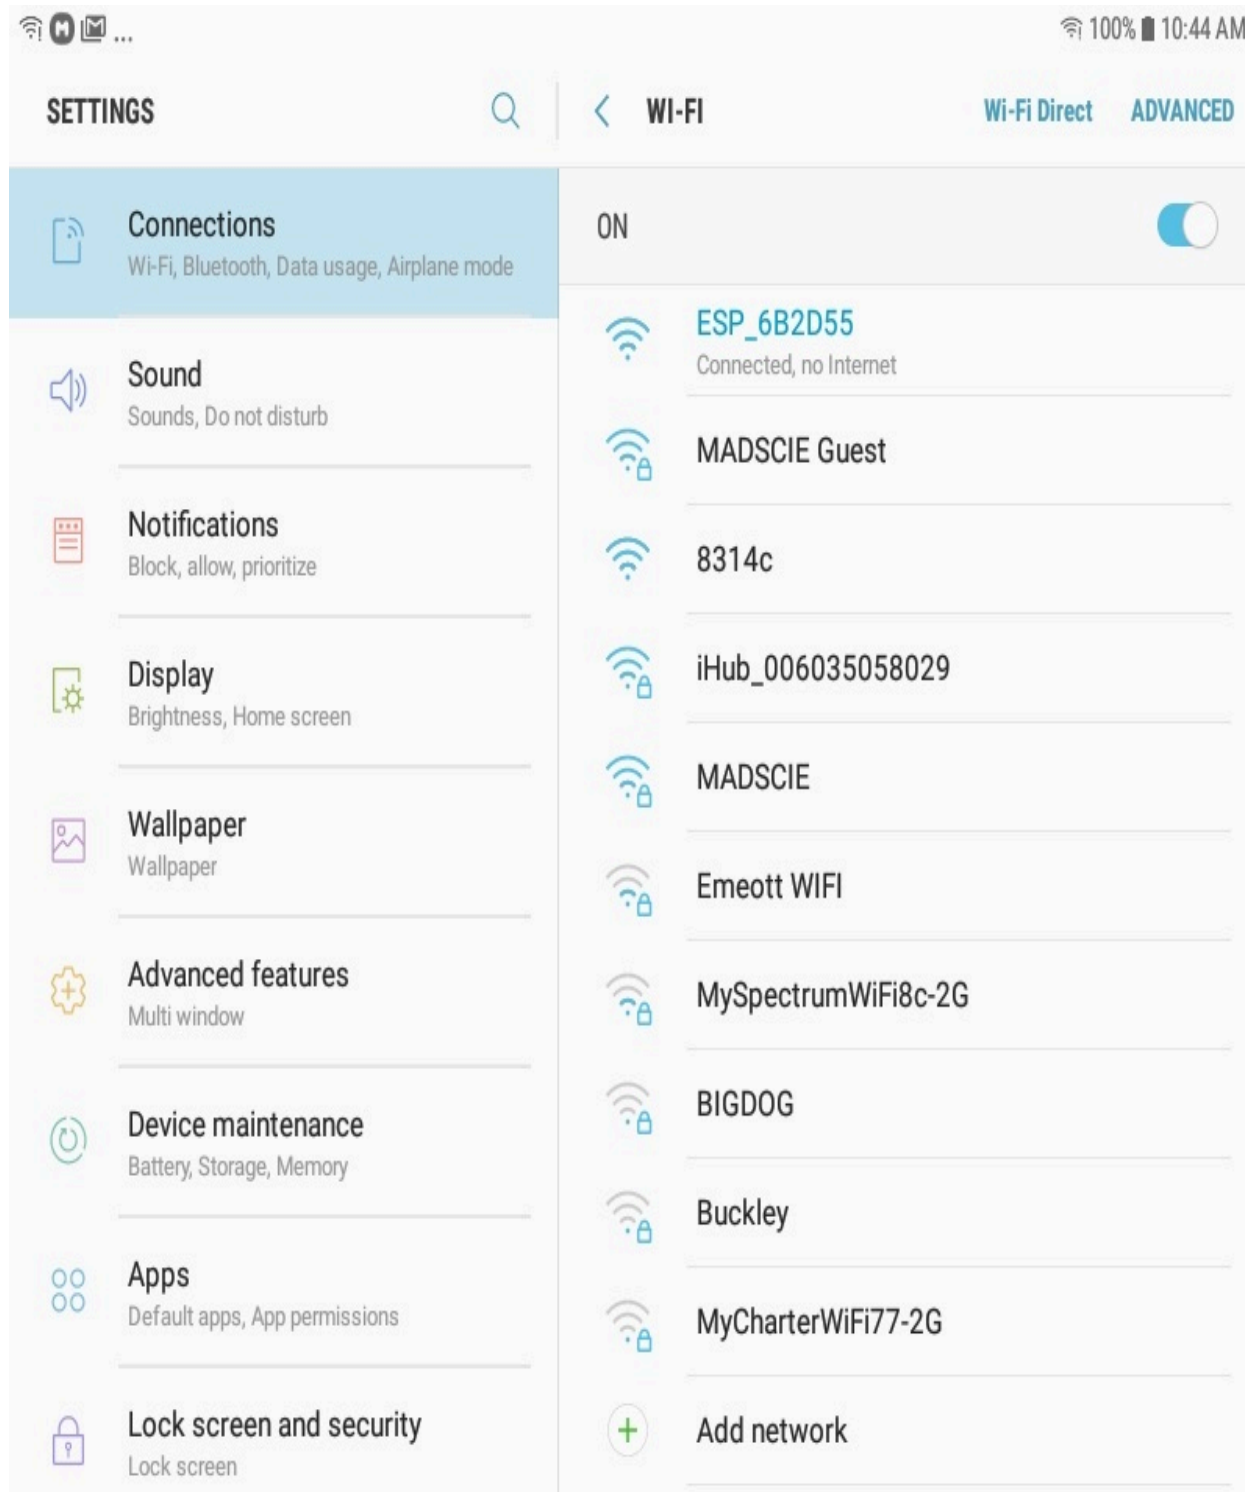 ... 100% 10:44 AM
SETTINGS
Connections
Wi-Fi, Bluetooth, Data usage, Airplane mode
Sound
Sounds, Do not disturb
Notifications
Block, allow, prioritize
Display
Brightness, Home screen
Wallpaper
Wallpaper
Advanced features
Multi window
Device maintenance
Battery, Storage, Memory
Apps
Default apps, App permissions
Lock screen and security
Lock screen
WI-FI Wi-Fi Direct ADVANCED
ON
ESP_6B2D55
Connected, no Internet
MADSCIE Guest
8314c
iHub_006035058029
MADSCIE
Emeott WIFI
MySpectrumWiFi8c-2G
BIGDOG
Buckley
MyCharterWiFi77-2G
Add network